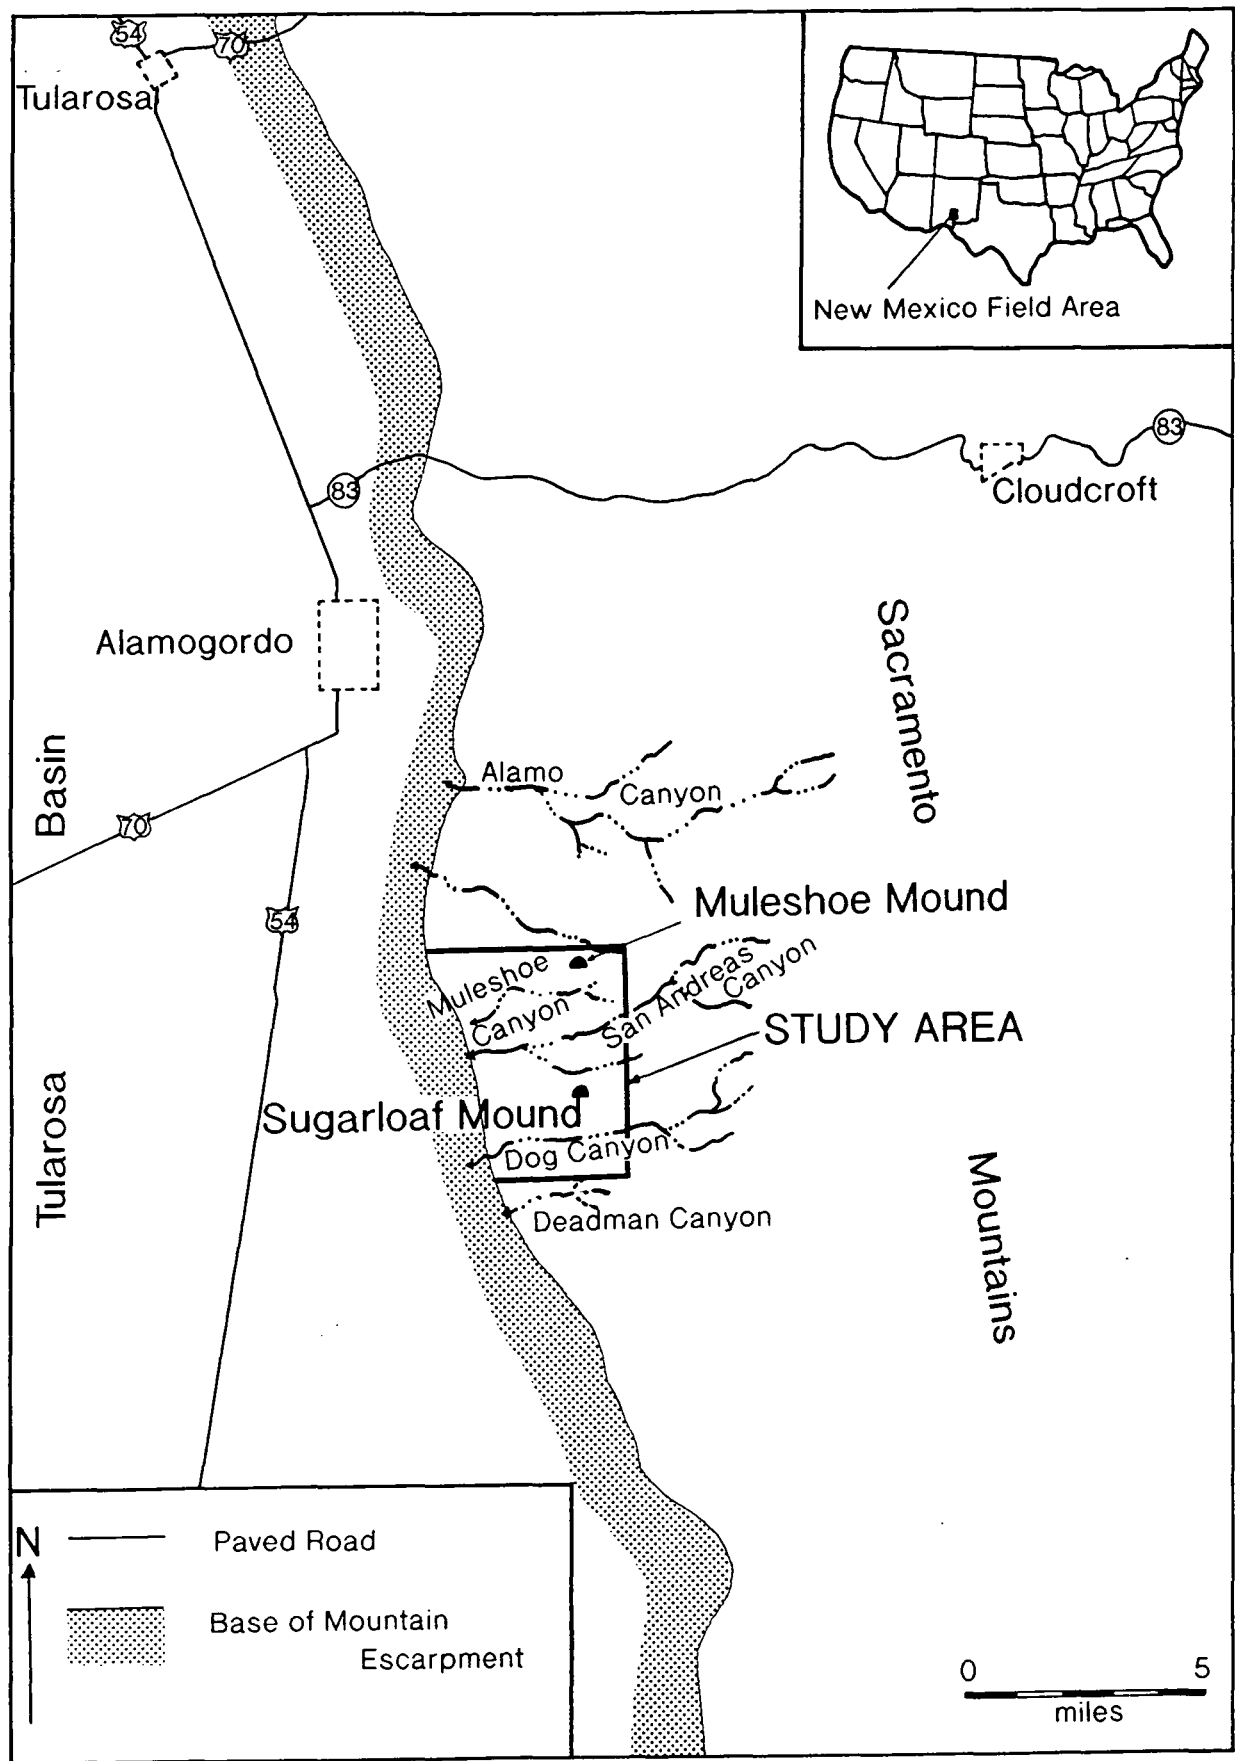 54
70
Tularosa
New Mexico Field Area
83
83
Cloudcroft
Alamogordo
Sacramento
Basin
Alamo
Canyon
70
Muleshoe Mound
54
Muleshoe
Canyon
San Andreas
Canyon
STUDY AREA
Sugarloaf Mound
Dog Canyon
Tularosa
Mountains
Deadman Canyon
N
Paved Road
Base of Mountain
Escarpment
0 5
miles